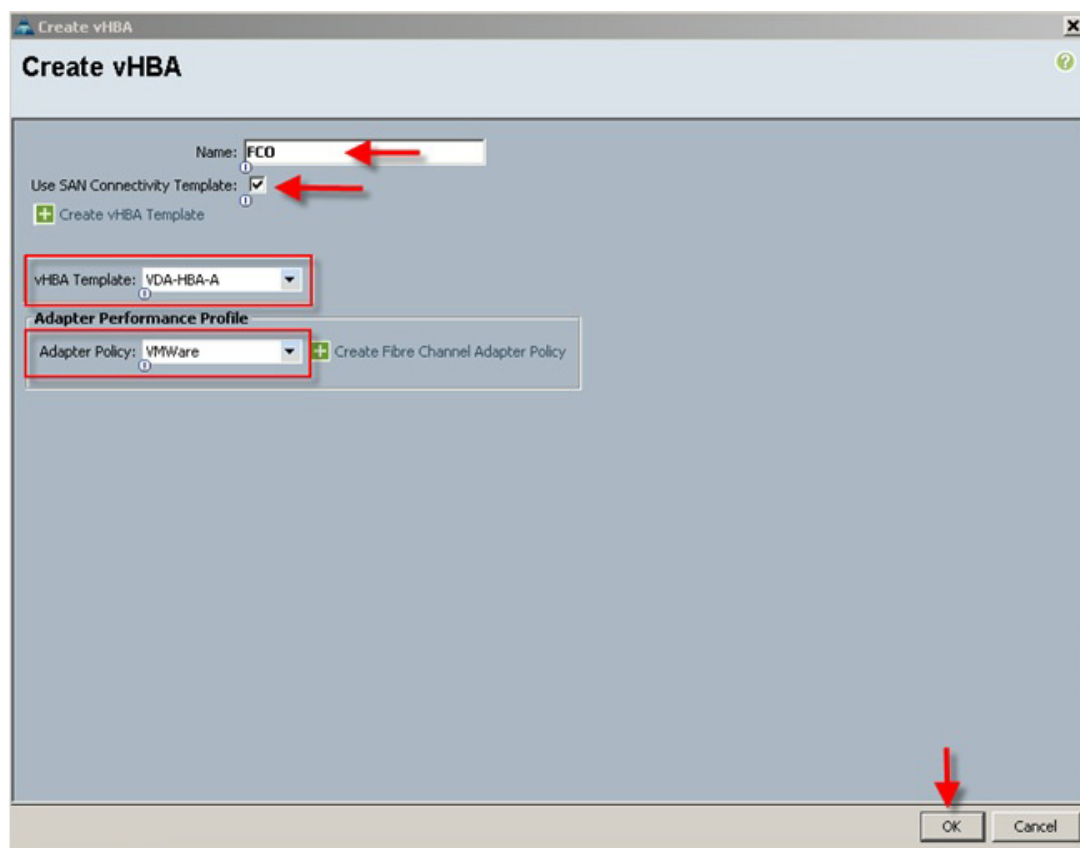 Create vHBA
Create vHBA
Name: FC0
Use SAN Connectivity Template:
Create vHBA Template
vHBA Template: VDA-HBA-A
Adapter Performance Profile
Adapter Policy: VMWare
Create Fibre Channel Adapter Policy
OK Cancel